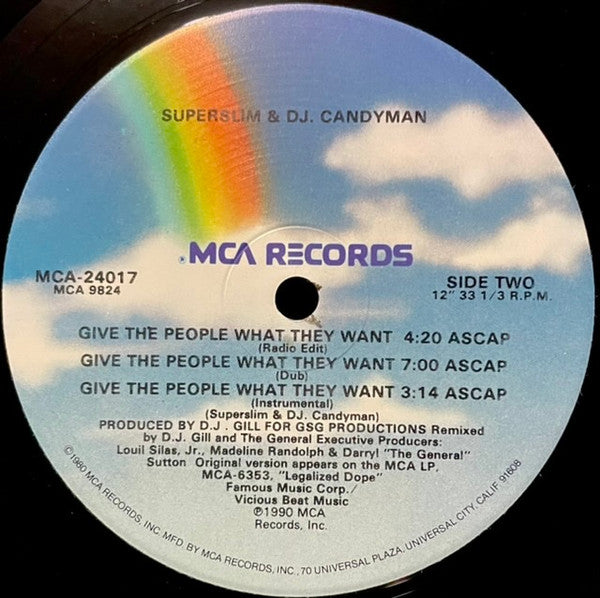 SUPERSLIM & DJ. CANDYMAN
MCA RECORDS
MCA-24017
MCA 9824
SIDE TWO
12" 33 1/3 R.P.M.
GIVE THE PEOPLE WHAT THEY WANT 4:20 ASCAP
(Radio Edit)
GIVE THE PEOPLE WHAT THEY WANT 7:00 ASCAP
(Dub)
GIVE THE PEOPLE WHAT THEY WANT 3:14 ASCAP
(Instrumental)
(Superslim & DJ. Candyman)
PRODUCED BY D.J . GILL FOR GSG PRODUCTIONS Remixed
by D.J. Gill and The General Executive Producers:
Louil Silas, Jr., Madeline Randolph & Darryl "The General"
Sutton Original version appears on the MCA LP,
MCA-6353, "Legalized Dope"
Famous Music Corp./
Vicious Beat Music
℗1990 MCA
Records, Inc.
©1980 MCA RECORDS, INC. MFD. BY MCA RECORDS, INC., 70 UNIVERSAL PLAZA, UNIVERSAL CITY, CALIF. 91608